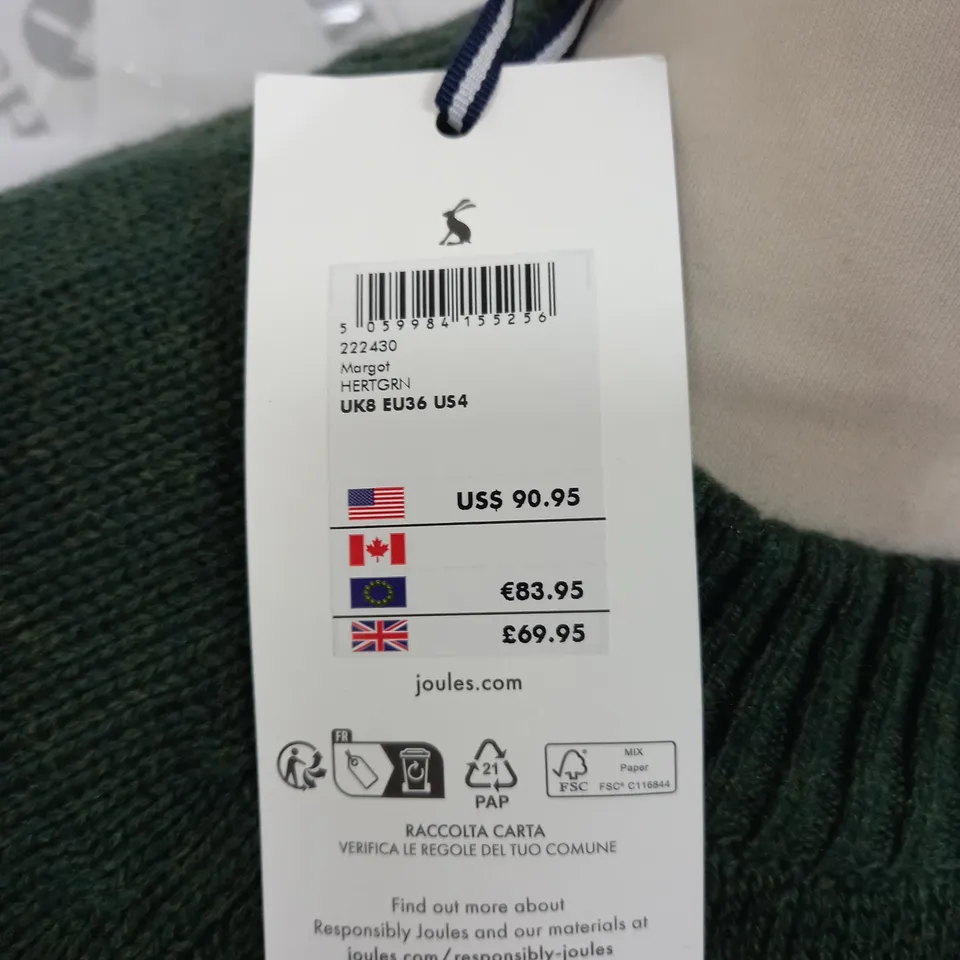 5 059984 155256
222430
Margot
HERTGRN
UK8 EU36 US4
US$ 90.95
€83.95
£69.95
joules.com
FR
21
PAP
FSC
MIX
Paper
FSC® C116844
RACCOLTA CARTA
VERIFICA LE REGOLE DEL TUO COMUNE
Find out more about
Responsibly Joules and our materials at
joules.com/responsibly-joules